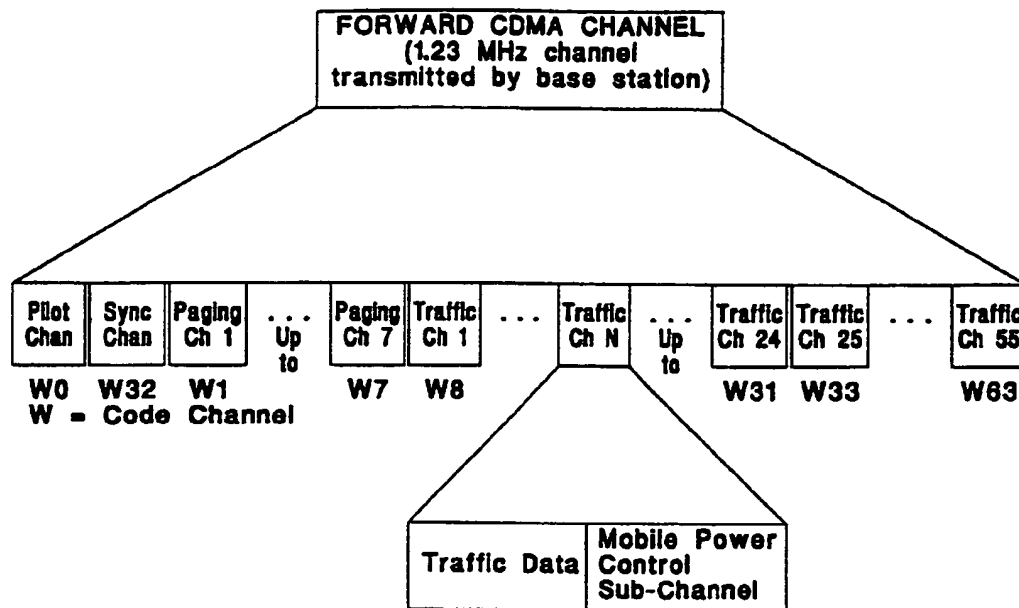 FORWARD CDMA CHANNEL
(1.23 MHz channel
transmitted by base station)
Pilot
Chan
Sync
Chan
Paging
Ch 1
...
Up
to
Paging
Ch 7
Traffic
Ch 1
...
Traffic
Ch N
...
Up
to
Traffic
Ch 24
Traffic
Ch 25
...
Traffic
Ch 55
W0 W32 W1 W7 W8 W31 W33 W63
W = Code Channel
Traffic Data
Mobile Power
Control
Sub-Channel